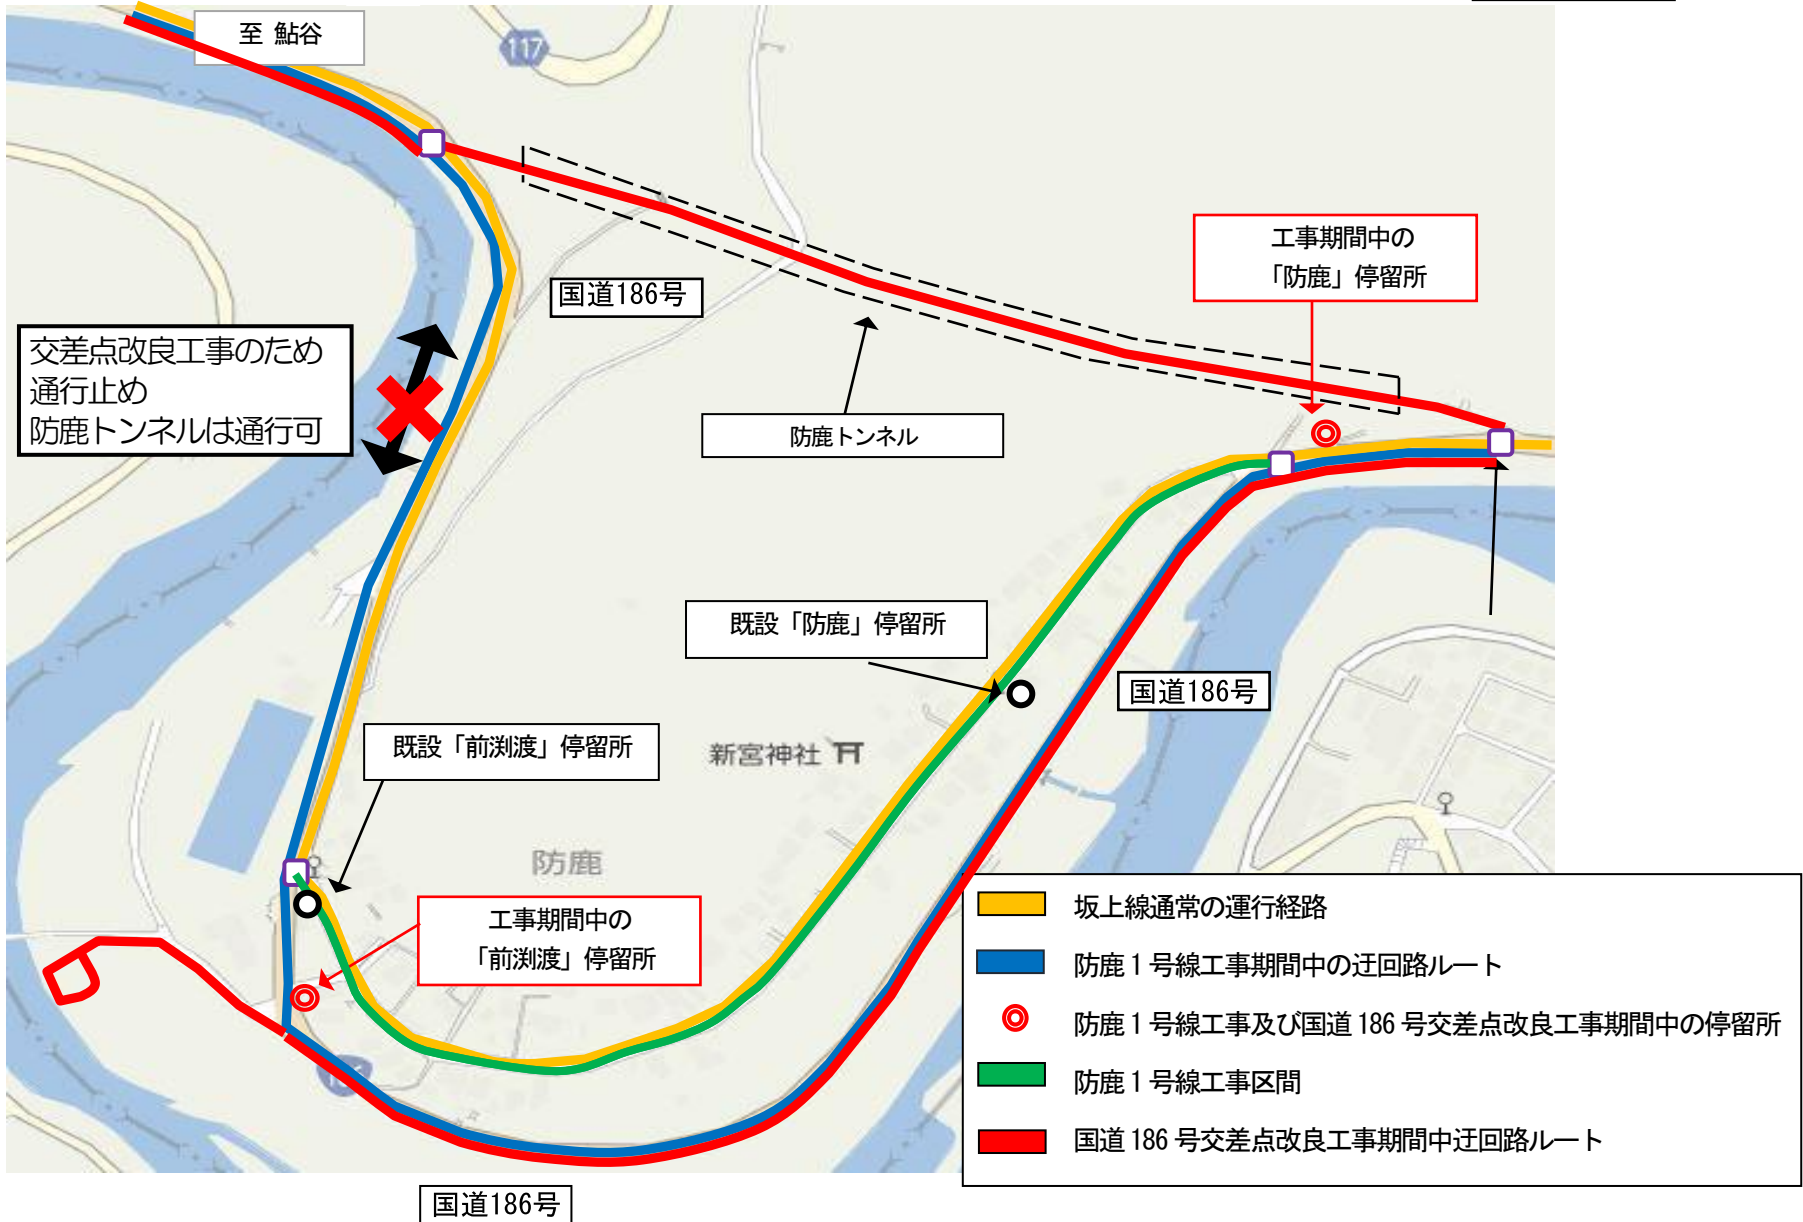 至 鮎谷
117
工事期間中の
「防鹿」停留所
国道186号
交差点改良工事のため
通行止め
防鹿トンネルは通行可
防鹿トンネル
既設「防鹿」停留所
国道186号
既設「前渕渡」停留所
新宮神社
防鹿
工事期間中の
「前渕渡」停留所
坂上線通常の運行経路
防鹿1号線工事期間中の迂回路ルート
防鹿1号線工事及び国道186号交差点改良工事期間中の停留所
防鹿1号線工事区間
国道186号交差点改良工事期間中迂回路ルート
国道186号